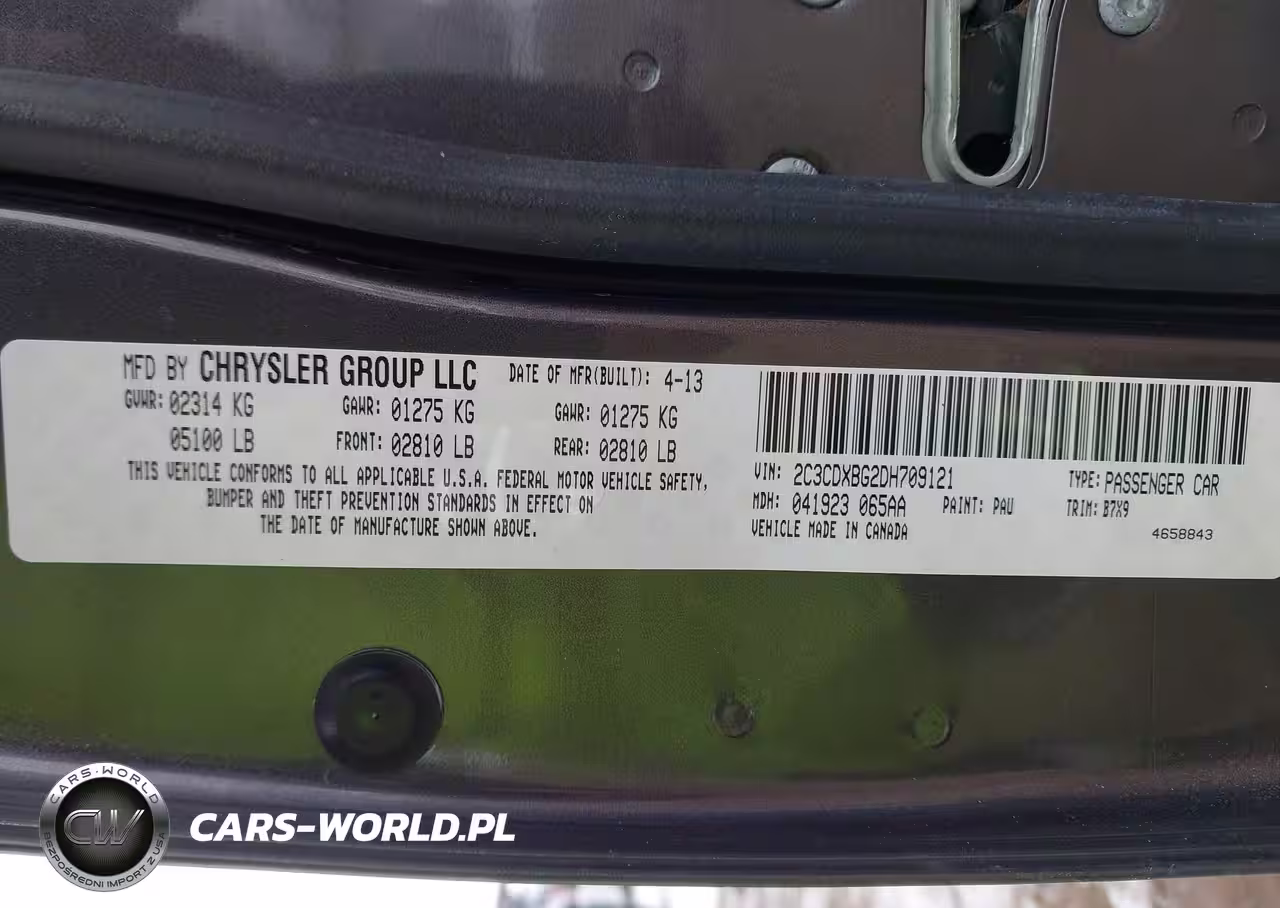 MFD BY CHRYSLER GROUP LLC DATE OF MFR(BUILT): 4-13
GVWR: 02314 KG GAWR: 01275 KG GAWR: 01275 KG
05100 LB FRONT: 02810 LB REAR: 02810 LB
THIS VEHICLE CONFORMS TO ALL APPLICABLE U.S.A. FEDERAL MOTOR VEHICLE SAFETY,
BUMPER AND THEFT PREVENTION STANDARDS IN EFFECT ON
THE DATE OF MANUFACTURE SHOWN ABOVE.
VIN: 2C3CDXBG2DH709121 TYPE: PASSENGER CAR
MDH: 041923 065AA PAINT: PAU TRIM: B7X9
VEHICLE MADE IN CANADA 4658843
CARS-WORLD
CW
BEZPOŚREDNI IMPORT Z USA
CARS-WORLD.PL